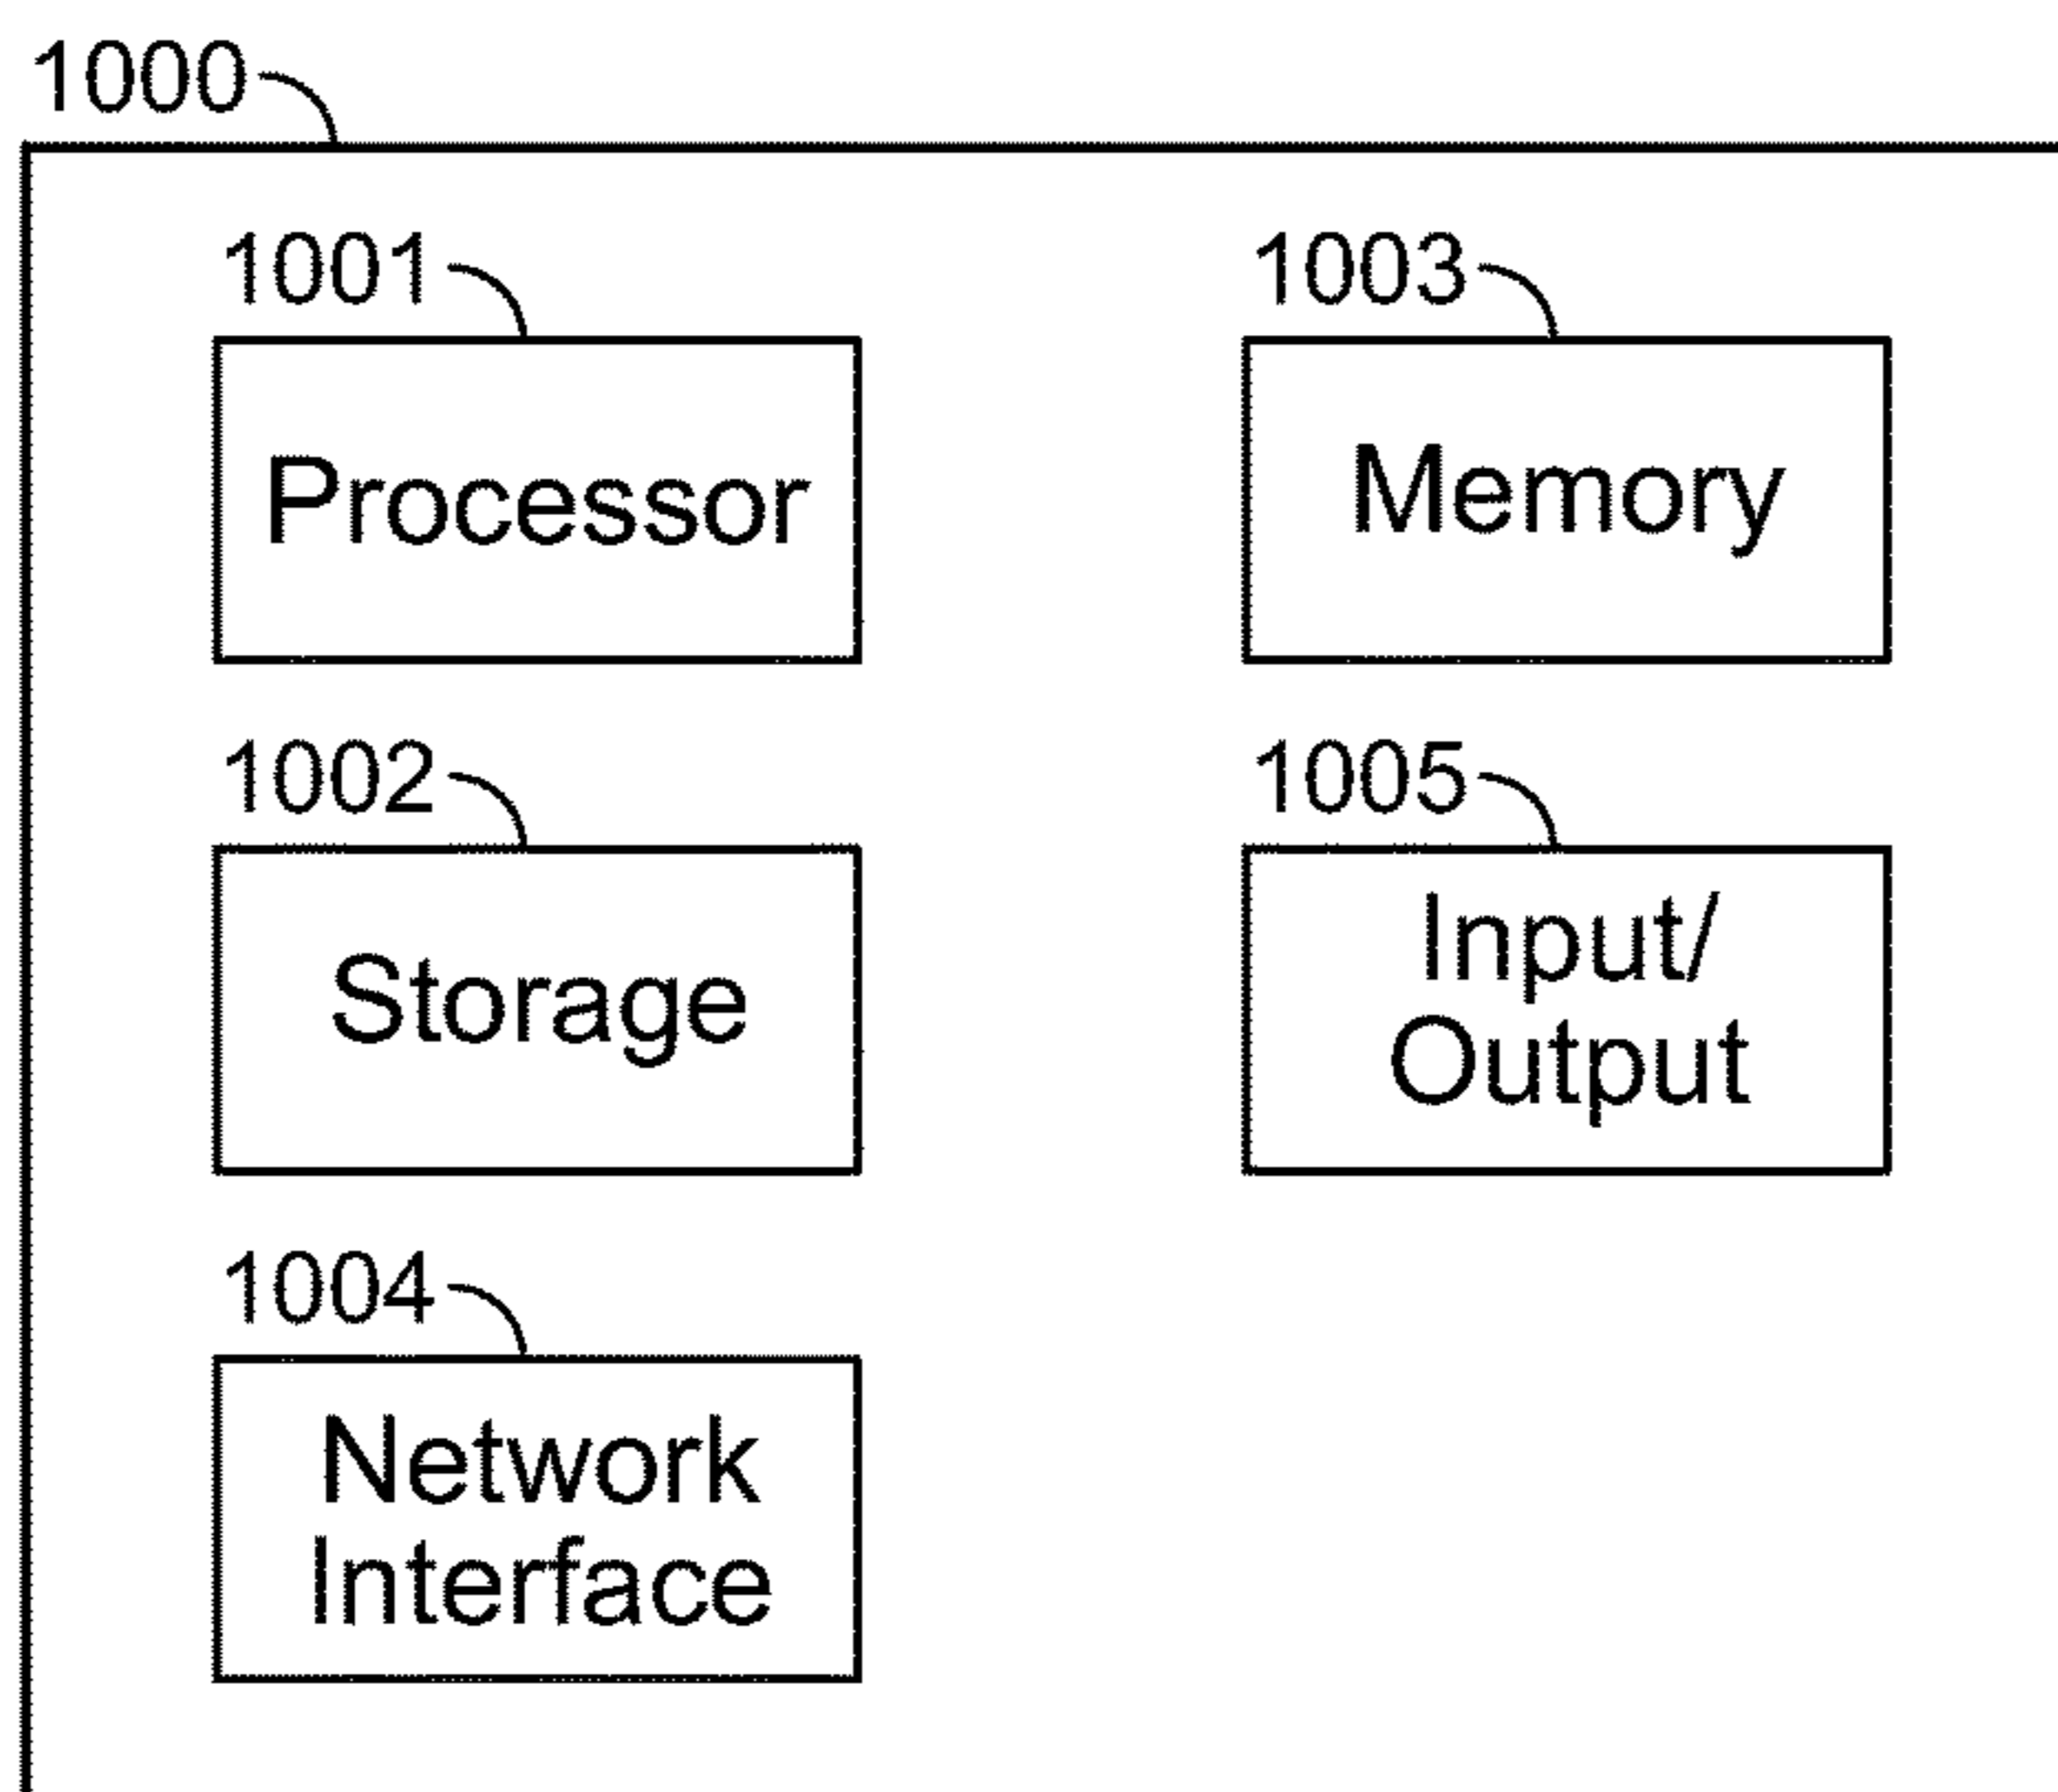 1000
1001
Processor
1003
Memory
1002
Storage
1005
Input/
Output
1004
Network
Interface